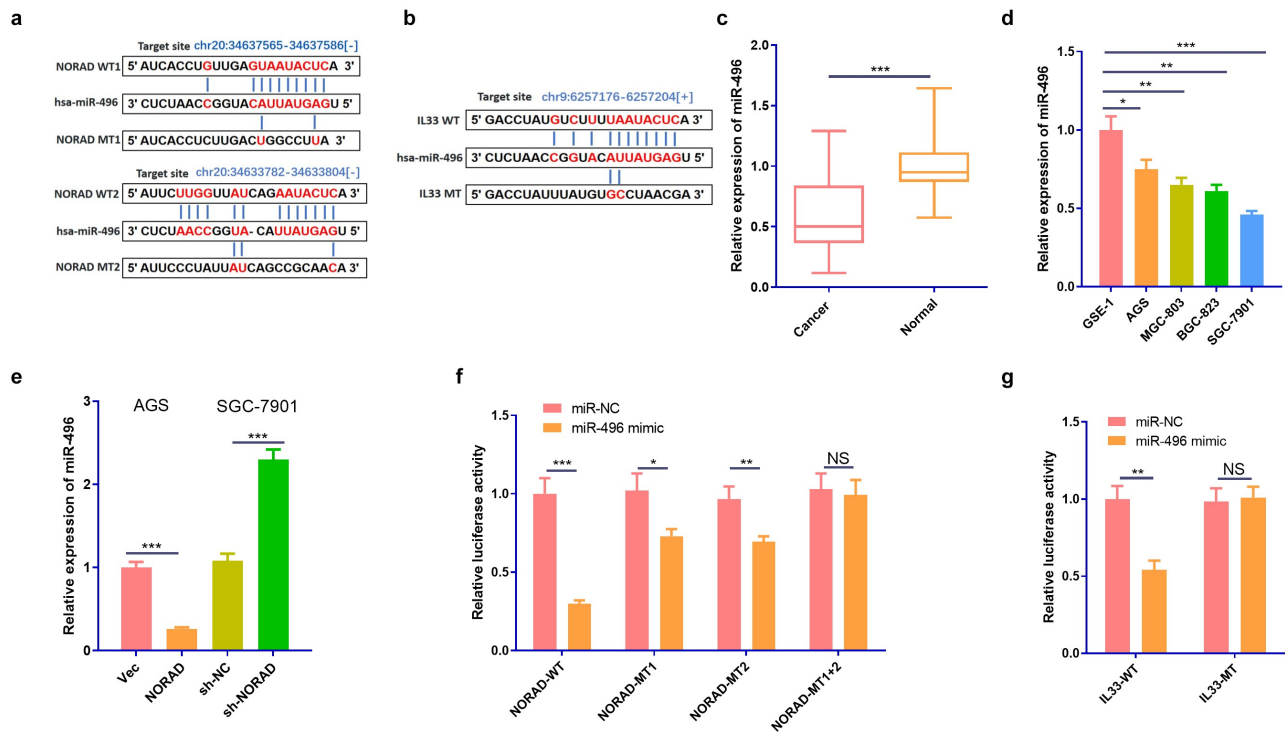 a
Target site chr20:34637565-34637586[-]
NORAD WT1 5' AUCACCUGUUGAGUAAUACUCA 3'
hsa-miR-496 3' CUCUAACCGGUACAUUAUGAGU 5'
NORAD MT1 5' AUCACCUCUUGACUGGCCUUA 3'
Target site chr20:34633782-34633804[-]
NORAD WT2 5' AUUCUUGGUUAUCAGAAUACUCA 3'
hsa-miR-496 3' CUCUAACCGGUA- CAUUAUGAGU 5'
NORAD MT2 5' AUUCCCUAUUAUCAGCCGCAACA 3'
b
Target site chr9:6257176-6257204[+]
IL33 WT 5' GACCUAUGUCUUUUAAUACUCA 3'
hsa-miR-496 3' CUCUAACCGGUACAUUAUGAGU 5'
IL33 MT 5' GACCUAUUUAUGUGCCUAACGA 3'
c
Relative expression of miR-496
2.0
1.5
1.0
0.5
0.0
***
Cancer
Normal
d
Relative expression of miR-496
1.5
1.0
0.5
0.0
***
**
**
*
GSE-1
AGS
MGC-803
BGC-823
SGC-7901
e
Relative expression of miR-496
3
2
1
0
AGS
SGC-7901
***
***
Vec
NORAD
sh-NC
sh-NORAD
f
Relative luciferase activity
1.5
1.0
0.5
0.0
miR-NC
miR-496 mimic
***
*
**
NS
NORAD-WT
NORAD-MT1
NORAD-MT2
NORAD-MT1+2
g
Relative luciferase activity
1.5
1.0
0.5
0.0
miR-NC
miR-496 mimic
**
NS
IL33-WT
IL33-MT